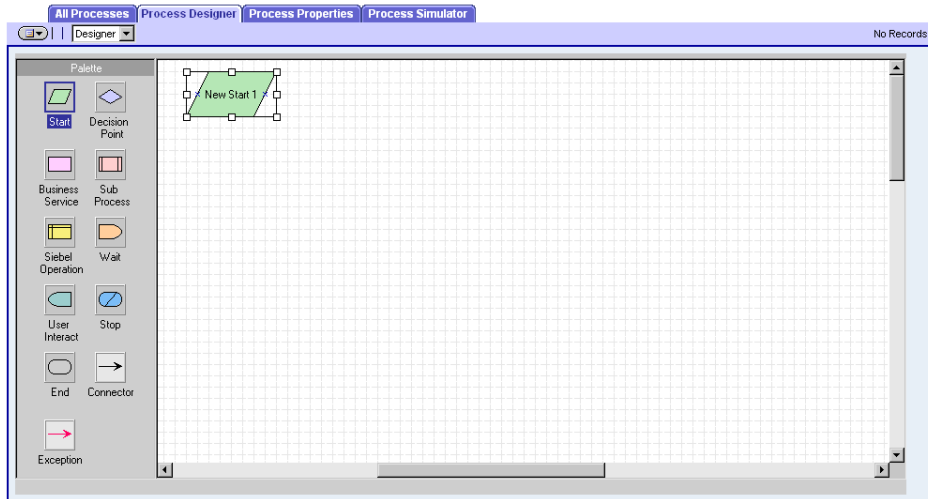 All Processes Process Designer Process Properties Process Simulator
Designer No Records
Palette
New Start 1
Start Decision
Point
Business Sub
Service Process
Siebel Wait
Operation
User Stop
Interact
End Connector
Exception